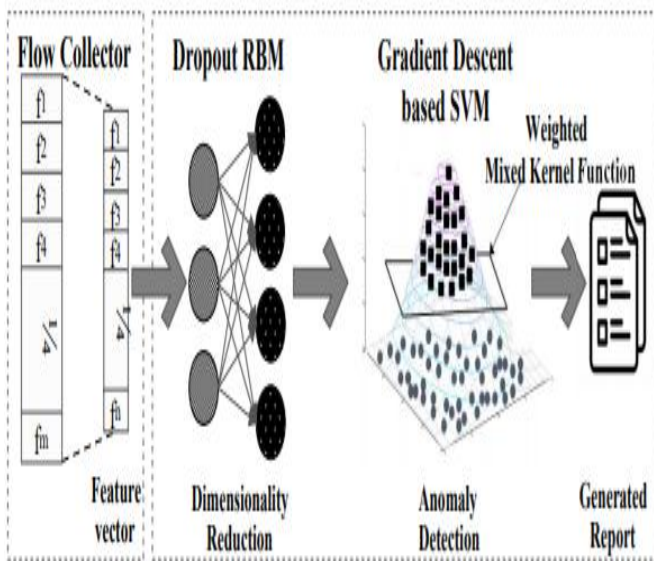 Flow Collector
f1
f2
f3
f4
¼
fm
f1
f2
f3
f4
¼
fn
Feature
vector
Dropout RBM
Dimensionality
Reduction
Gradient Descent
based SVM
Weighted
Mixed Kernel Function
Anomaly
Detection
Generated
Report